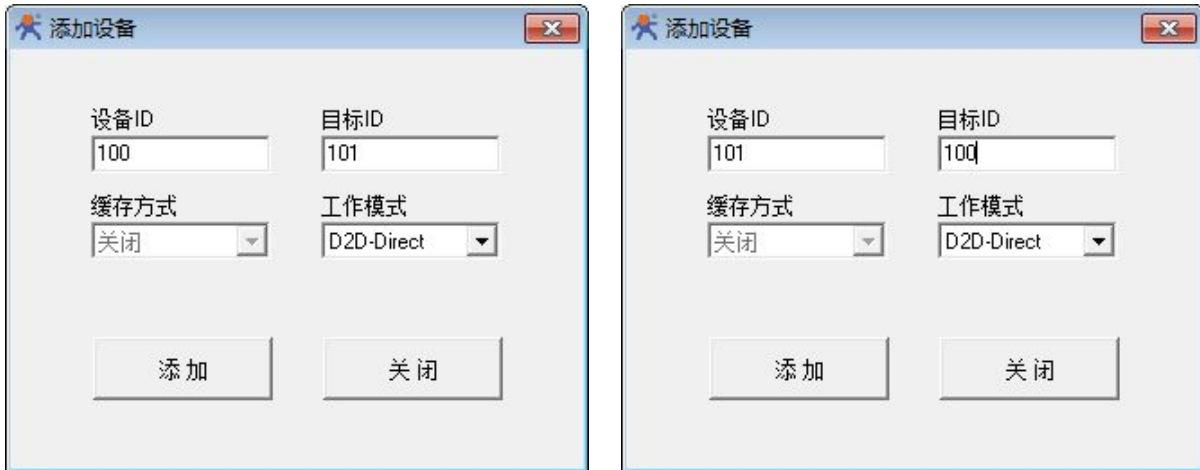 添加设备
设备ID 目标ID
100 101
缓存方式 工作模式
关闭 D2D-Direct
添加 关闭
添加设备
设备ID 目标ID
101 100
缓存方式 工作模式
关闭 D2D-Direct
添加 关闭